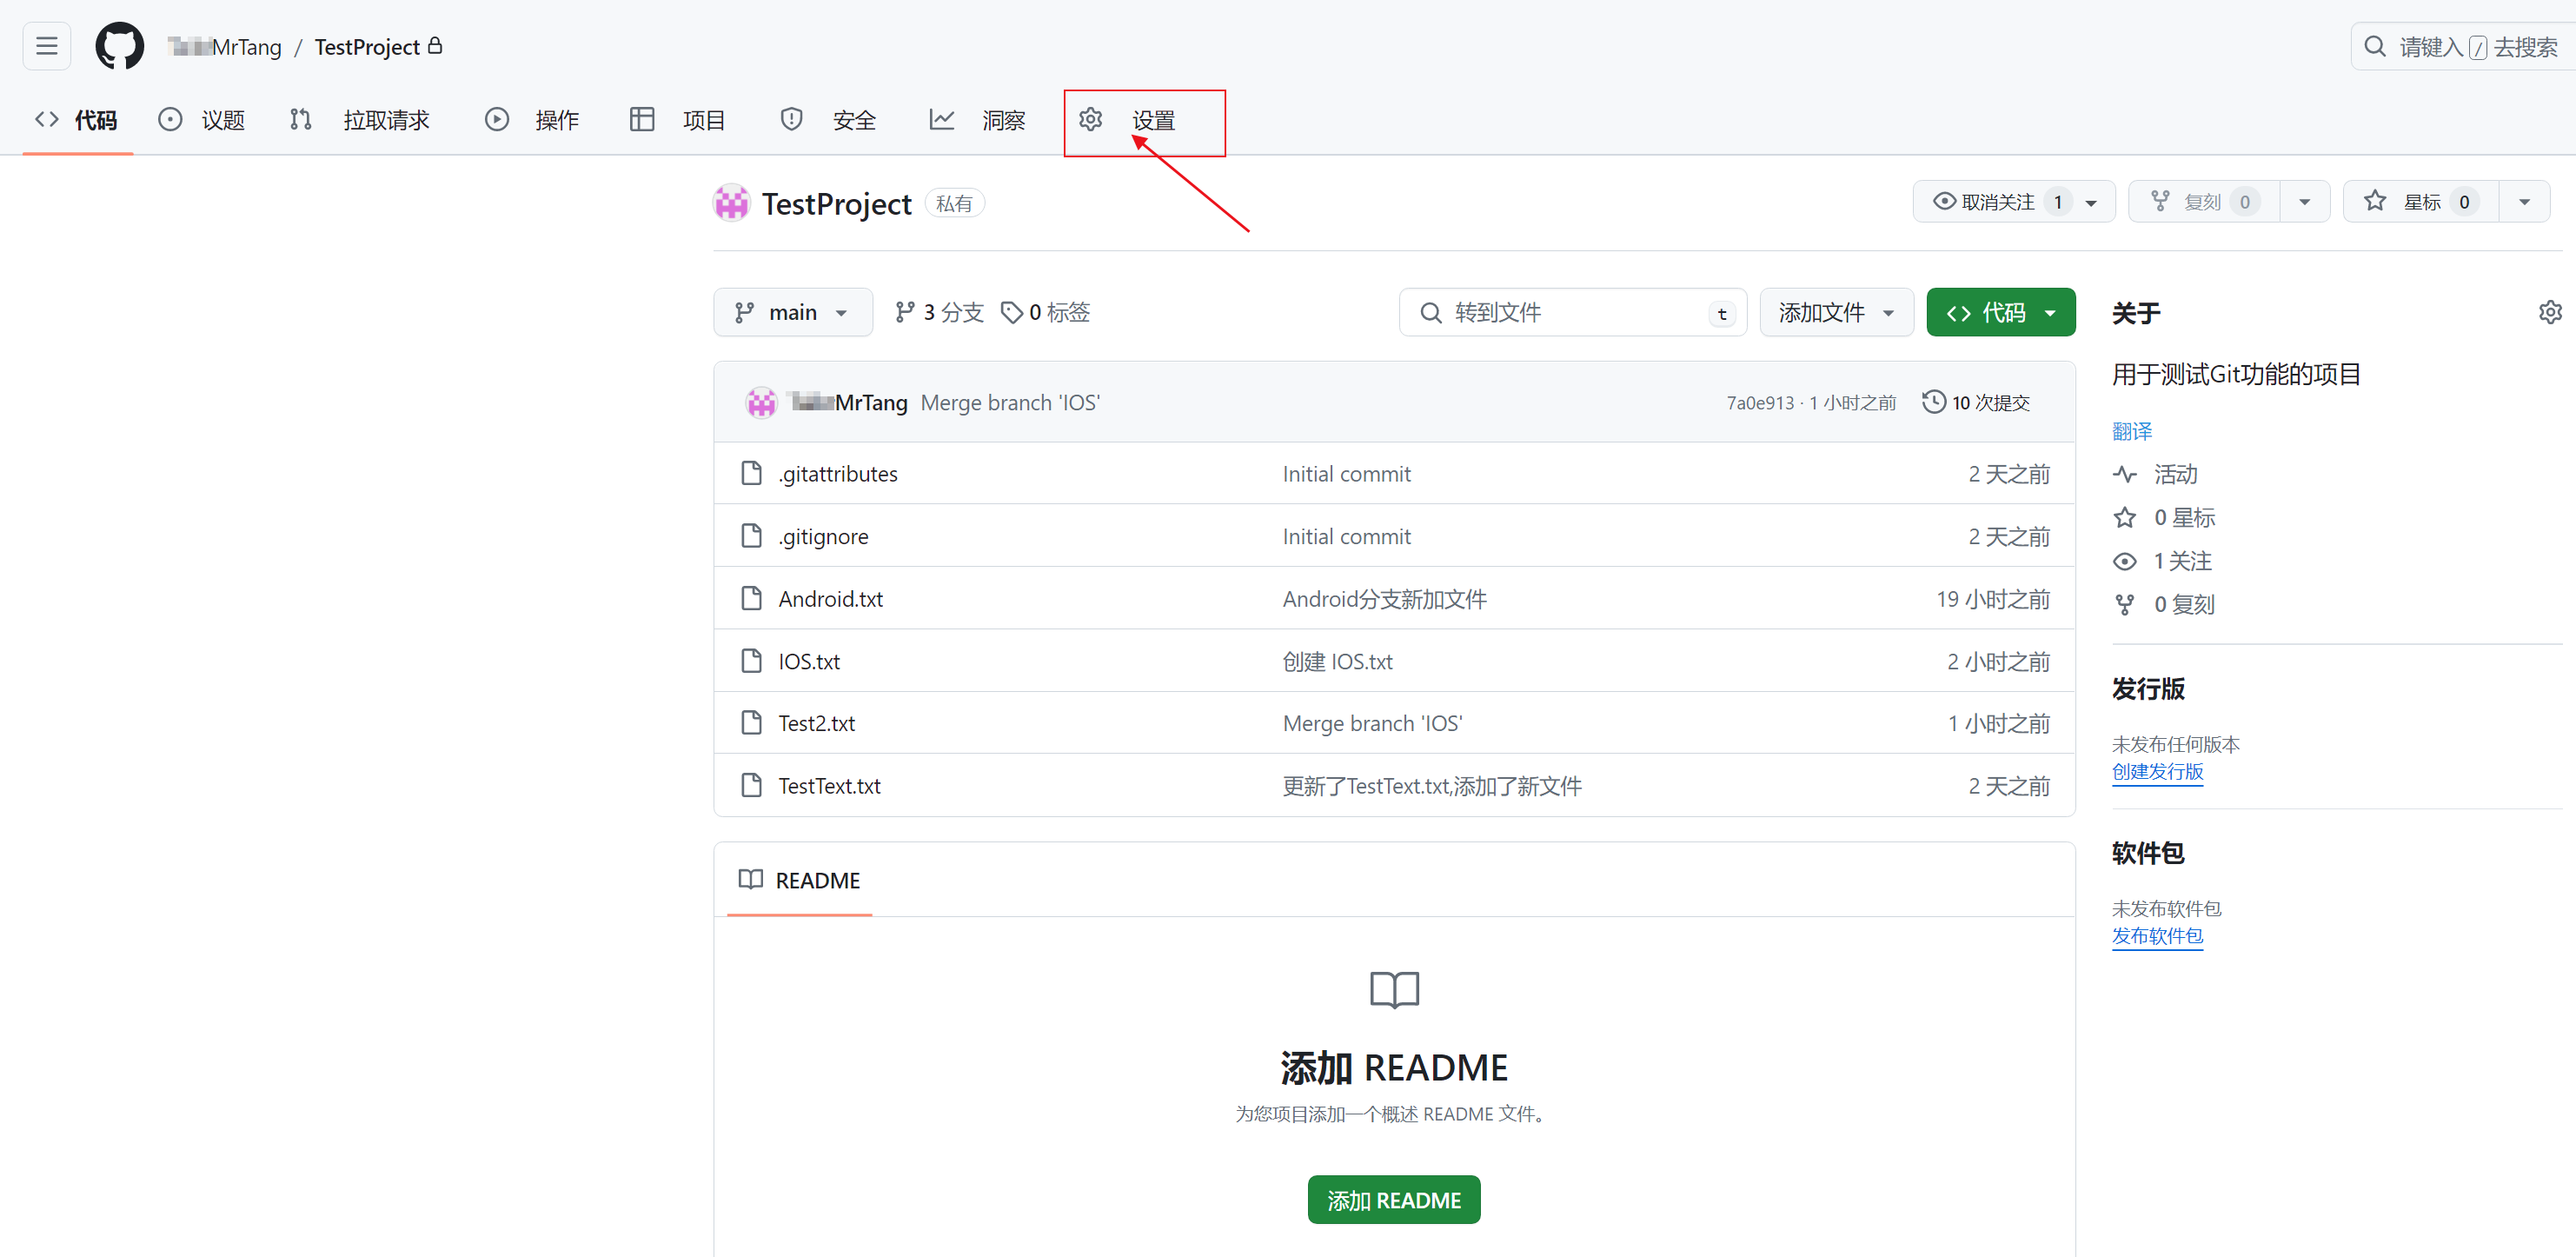 MrTang / TestProject
请键入 / 去搜索
代码 议题 拉取请求 操作 项目 安全 洞察 设置
TestProject 私有
取消关注 1 复刻 0 星标 0
main 3 分支 0 标签 转到文件 t 添加文件 代码
MrTang Merge branch 'IOS' 7a0e913 · 1 小时之前 10 次提交
.gitattributes Initial commit 2 天之前
.gitignore Initial commit 2 天之前
Android.txt Android分支新加文件 19 小时之前
IOS.txt 创建 IOS.txt 2 小时之前
Test2.txt Merge branch 'IOS' 1 小时之前
TestText.txt 更新了TestText.txt,添加了新文件 2 天之前
README
添加 README
为您项目添加一个概述 README 文件。
添加 README
关于
用于测试Git功能的项目
翻译
活动
0 星标
1 关注
0 复刻
发行版
未发布任何版本
创建发行版
软件包
未发布软件包
发布软件包